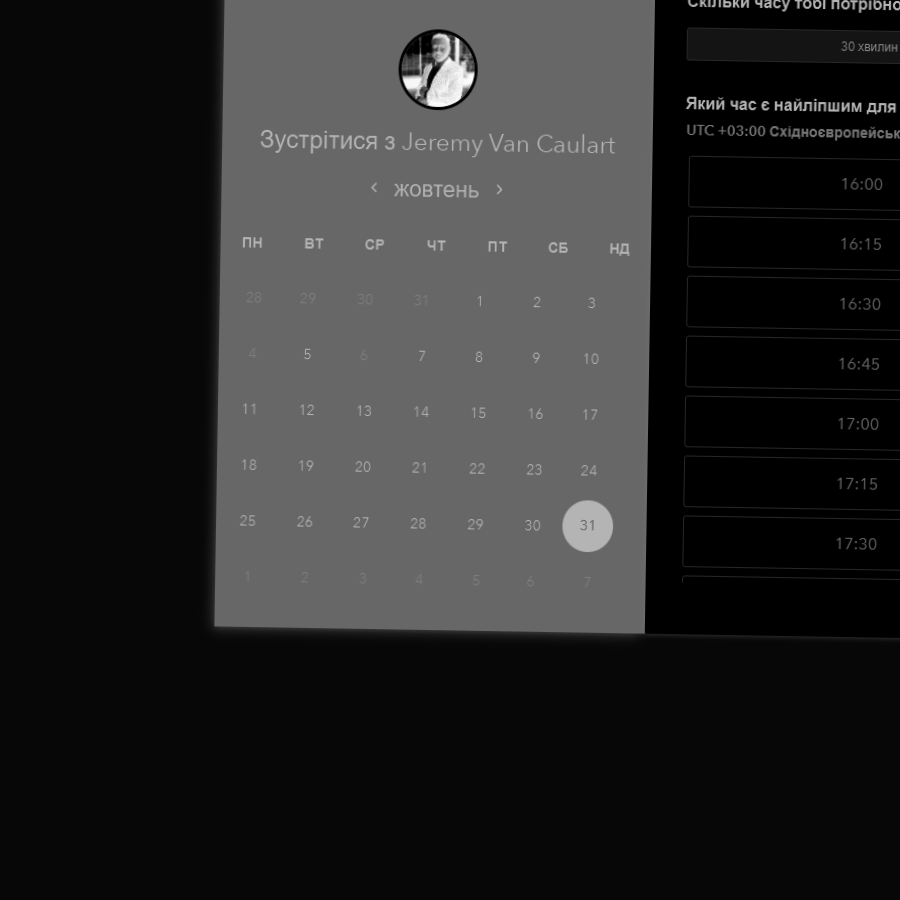 Зустрітися з Jeremy Van Caulart
жовтень
ПН ВТ СР ЧТ ПТ СБ НД
28 29 30 31 1 2 3
4 5 6 7 8 9 10
11 12 13 14 15 16 17
18 19 20 21 22 23 24
25 26 27 28 29 30 31
1 2 3 4 5 6 7
Скільки часу тобі потрібно
30 хвилин
Який час є найліпшим для
UTC +03:00 Східноєвропейськ
16:00
16:15
16:30
16:45
17:00
17:15
17:30